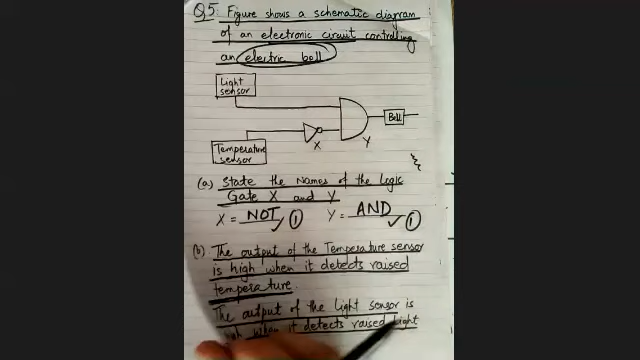 Q5: Figure shows a schematic diagram
of an electronic circuit controlling
an electric bell
Light
sensor
Bell
X
Y
Temperature
sensor
(a) State the Names of the Logic
Gate X and Y
X = NOT ① Y = AND ①
(b) The output of the Temperature sensor
is high when it detects raised
temperature.
The output of the Light sensor is
high when it detects raised Light